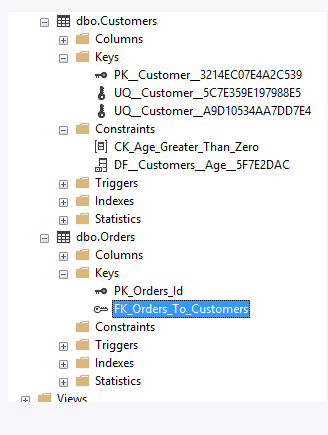 dbo.Customers
Columns
Keys
PK__Customer__3214EC07E4A2C539
UQ__Customer__5C7E359E197988E5
UQ__Customer__A9D10534AA7DD7E4
Constraints
CK_Age_Greater_Than_Zero
DF__Customers__Age__5F7E2DAC
Triggers
Indexes
Statistics
dbo.Orders
Columns
Keys
PK_Orders_Id
FK_Orders_To_Customers
Constraints
Triggers
Indexes
Statistics
Views